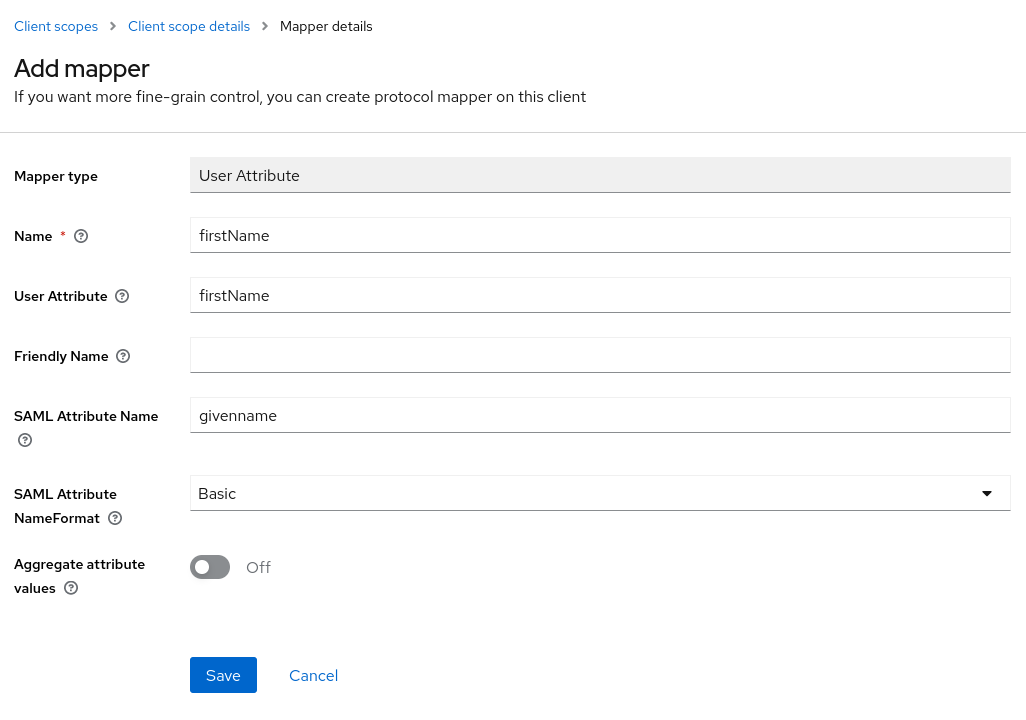 Client scopes > Client scope details > Mapper details
Add mapper
If you want more fine-grain control, you can create protocol mapper on this client
Mapper type
User Attribute
Name *
firstName
User Attribute
firstName
Friendly Name
SAML Attribute Name
givenname
SAML Attribute
NameFormat
Basic
Aggregate attribute
values
Off
Save
Cancel